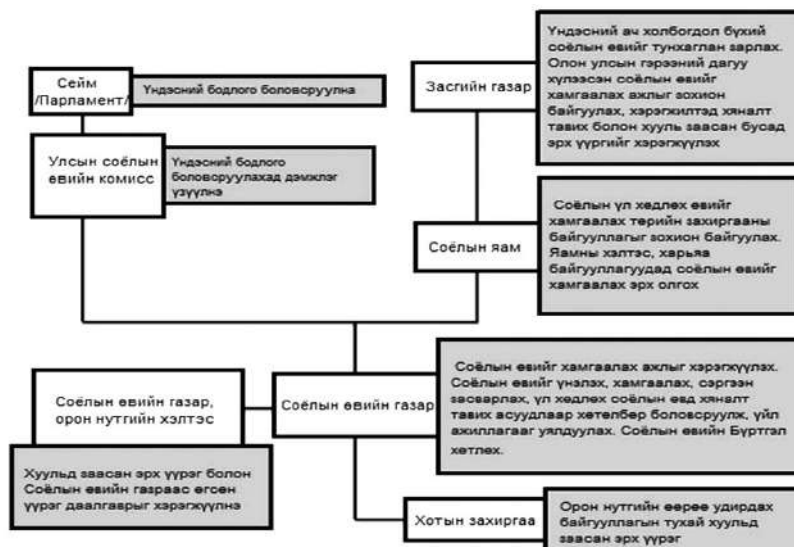 Сейм
/Парламент/
Үндэсний бодлого боловсруулна
Улсын соёлын
өвийн комисс
Үндэсний бодлого
боловсруулахад дэмжлэг
үзүүлнэ
Засгийн газар
Үндэсний ач холбогдол бүхий
соёлын өвийг тунхаглан зарлах.
Олон улсын гэрээний дагуу
хүлээсэн соёлын өвийг
хамгаалах ажлыг зохион
байгуулах, хэрэгжилтэд хяналт
тавих болон хууль заасан бусад
эрх үүргийг хэрэгжүүлэх
Соёлын яам
Соёлын үл хөдлөх өвийг
хамгаалах төрийн захиргааны
байгууллагыг зохион байгуулах.
Яамны хэлтэс, харьяа
байгууллагуудад соёлын өвийг
хамгаалах эрх олгох
Соёлын өвийн газар,
орон нутгийн хэлтэс
Хуульд заасан эрх үүрэг болон
Соёлын өвийн газраас өгсөн
үүрэг даалгаврыг хэрэгжүүлнэ
Соёлын өвийн газар
Соёлын өвийг хамгаалах ажлыг хэрэгжүүлэх.
Соёлын өвийг үнэлэх, хамгаалах, сэргээн
засварлах, үл хөдлөх соёлын өвд хяналт
тавих асуудлаар хөтөлбөр боловсруулж, үйл
ажиллагааг уялдуулах. Соёлын өвийн Бүртгэл
хөтлөх.
Хотын захиргаа
Орон нутгийн өөрөө удирдах
байгууллагын тухай хуульд
заасан эрх үүрэг